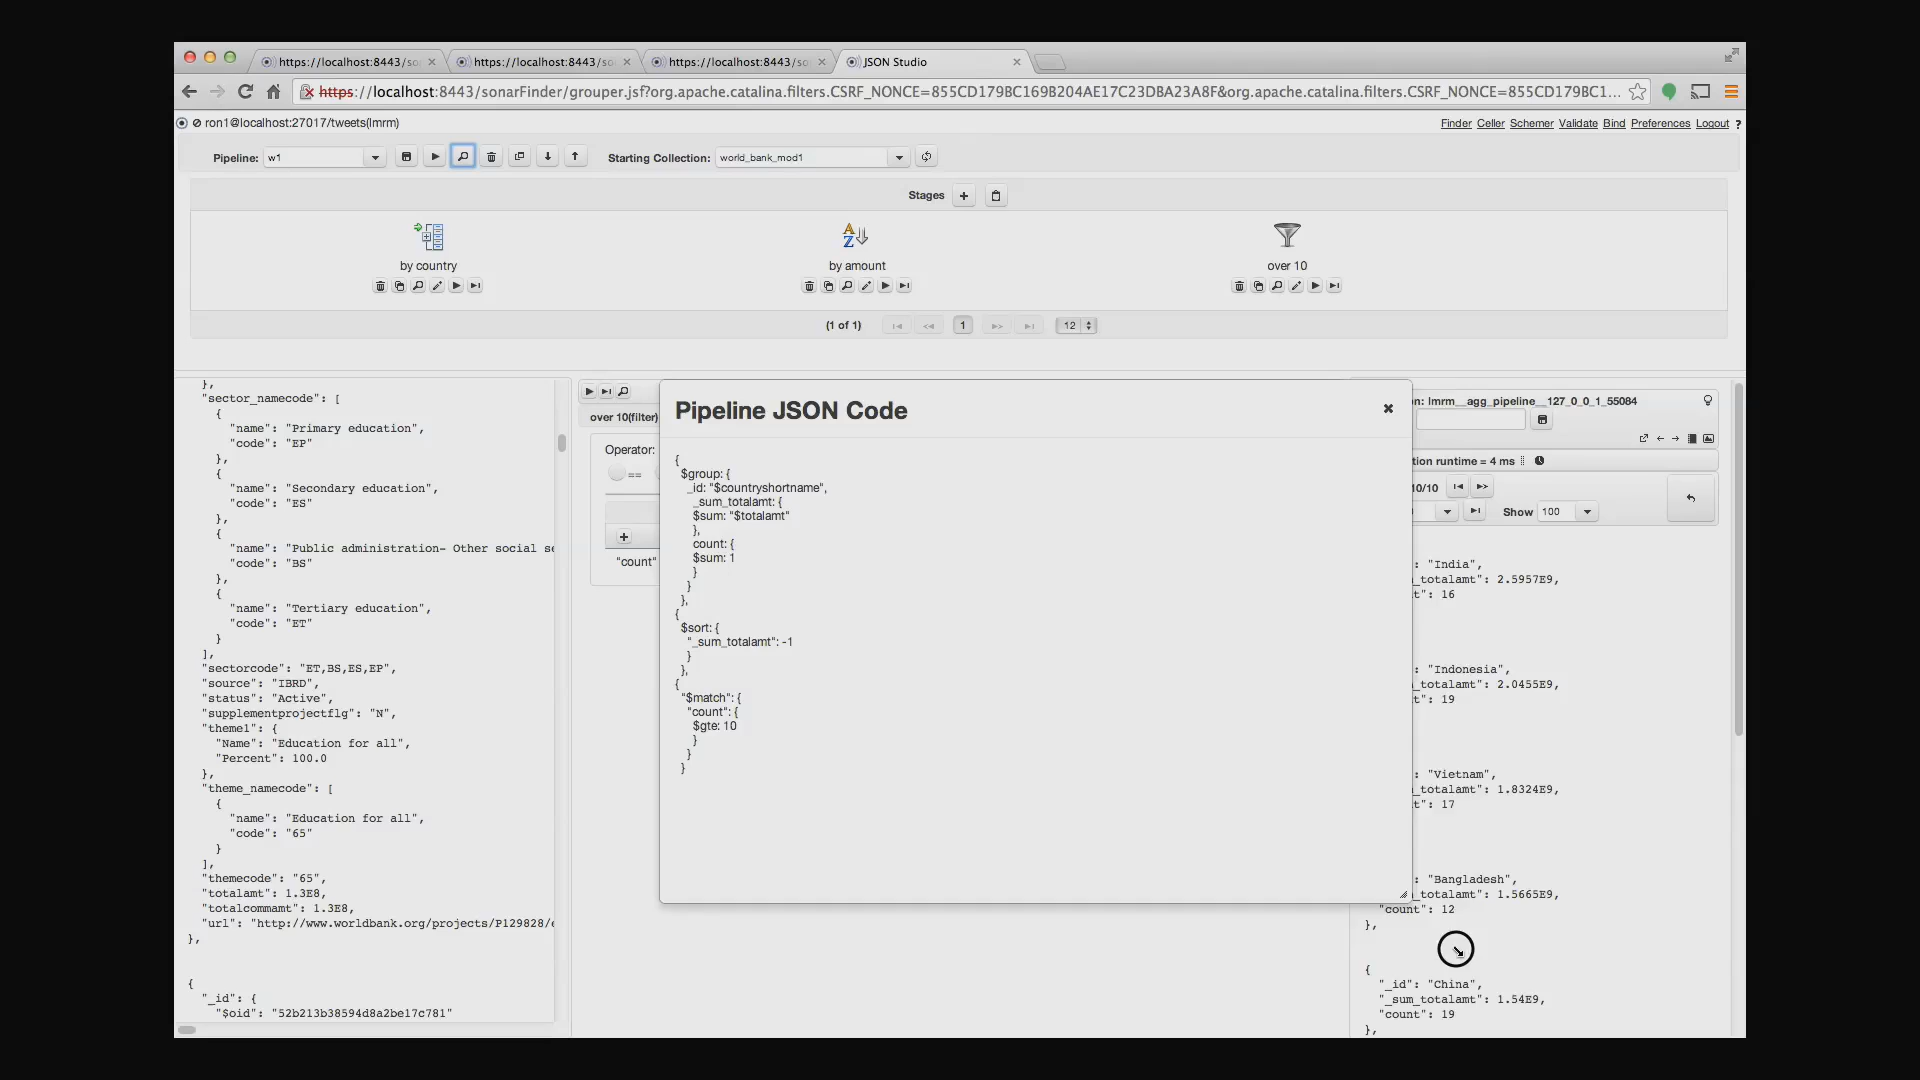 https://localhost:8443/so
https://localhost:8443/so
https://localhost:8443/so
JSON Studio
https://localhost:8443/sonarFinder/grouper.jsf?org.apache.catalina.filters.CSRF_NONCE=855CD179BC169B204AE17C23DBA23A8F&org.apache.catalina.filters.CSRF_NONCE=855CD179BC1...
ron1@localhost:27017/tweets(lmrm)
Finder Celler Schemer Validate Bind Preferences Logout ?
Pipeline: w1
Starting Collection: world_bank_mod1
Stages
by country
by amount
over 10
(1 of 1) 1 12
},
"sector_namecode": [
{
"name": "Primary education",
"code": "EP"
},
{
"name": "Secondary education",
"code": "ES"
},
{
"name": "Public administration- Other social se
"code": "BS"
},
{
"name": "Tertiary education",
"code": "ET"
}
],
"sectorcode": "ET,BS,ES,EP",
"source": "IBRD",
"status": "Active",
"supplementprojectflg": "N",
"theme1": {
"Name": "Education for all",
"Percent": 100.0
},
"theme_namecode": [
{
"name": "Education for all",
"code": "65"
}
],
"themecode": "65",
"totalamt": 1.3E8,
"totalcommamt": 1.3E8,
"url": "http://www.worldbank.org/projects/P129828/e
},
{
"_id": {
"$oid": "52b213b38594d8a2be17c781"
over 10(filter)
Operator:
==
"count"
Pipeline JSON Code
{
$group: {
_id: "$countryshortname",
_sum_totalamt: {
$sum: "$totalamt"
},
count: {
$sum: 1
}
}
},
{
$sort: {
"_sum_totalamt": -1
}
},
{
"$match": {
"count": {
$gte: 10
}
}
}
on: lmrm__agg_pipeline__127_0_0_1_55084
tion runtime = 4 ms
10/10
Show 100
: "India",
_totalamt": 2.5957E9,
t": 16
: "Indonesia",
_totalamt": 2.0455E9,
t": 19
: "Vietnam",
_totalamt": 1.8324E9,
t": 17
: "Bangladesh",
_totalamt": 1.5665E9,
"count": 12
},
{
"_id": "China",
"_sum_totalamt": 1.54E9,
"count": 19
},